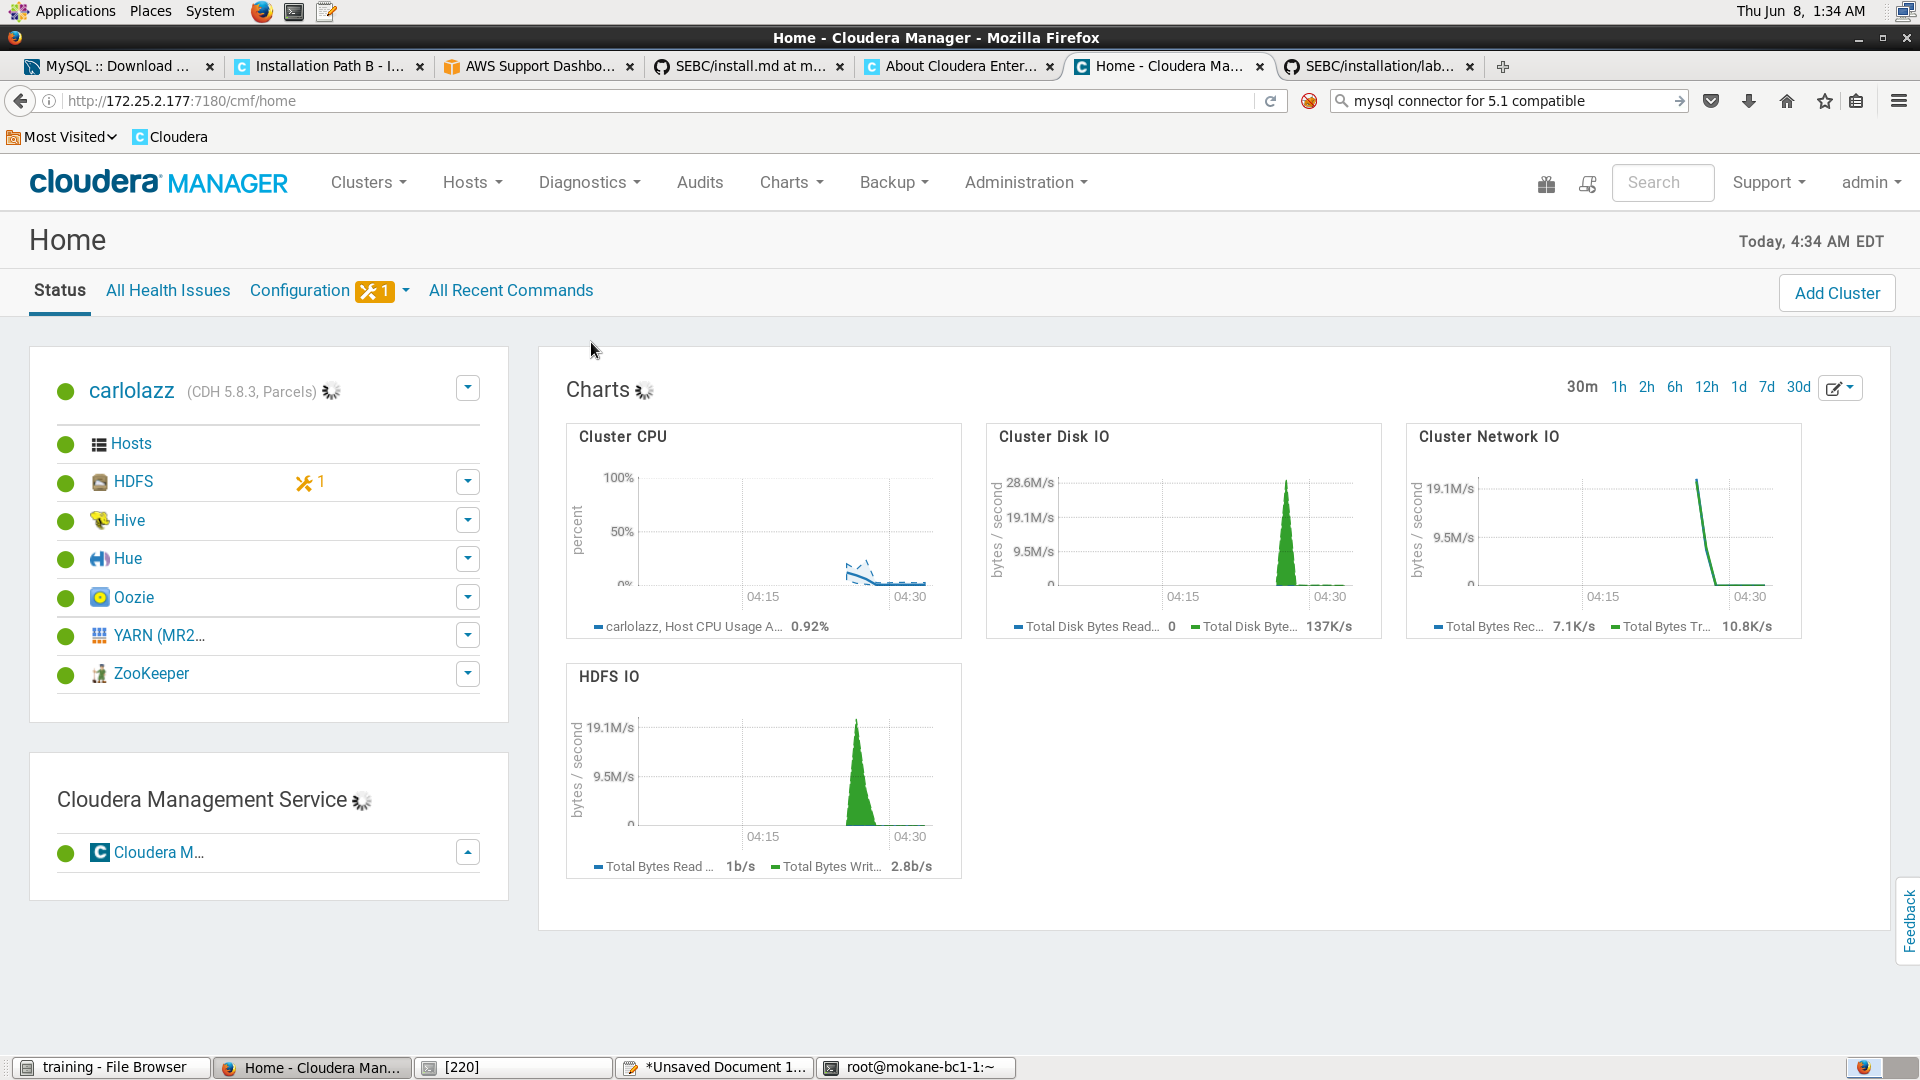 Applications Places System
Thu Jun 8, 1:34 AM
Home - Cloudera Manager - Mozilla Firefox
MySQL :: Download ...
Installation Path B - I...
AWS Support Dashbo...
SEBC/install.md at m...
About Cloudera Enter...
Home - Cloudera Ma...
SEBC/installation/lab...
http://172.25.2.177:7180/cmf/home
mysql connector for 5.1 compatible
Most Visited
Cloudera
cloudera MANAGER
Clusters
Hosts
Diagnostics
Audits
Charts
Backup
Administration
Search
Support
admin
Home
Today, 4:34 AM EDT
Status
All Health Issues
Configuration 1
All Recent Commands
Add Cluster
carlolazz (CDH 5.8.3, Parcels)
Hosts
HDFS 1
Hive
Hue
Oozie
YARN (MR2...
ZooKeeper
Cloudera Management Service
Cloudera M...
Charts
30m 1h 2h 6h 12h 1d 7d 30d
Cluster CPU
percent
100%
50%
0%
04:15 04:30
carlolazz, Host CPU Usage A... 0.92%
Cluster Disk IO
bytes / second
28.6M/s
19.1M/s
9.5M/s
0
04:15 04:30
Total Disk Bytes Read... 0 Total Disk Byte... 137K/s
Cluster Network IO
bytes / second
19.1M/s
9.5M/s
0
04:15 04:30
Total Bytes Rec... 7.1K/s Total Bytes Tr... 10.8K/s
HDFS IO
bytes / second
19.1M/s
9.5M/s
0
04:15 04:30
Total Bytes Read ... 1b/s Total Bytes Writ... 2.8b/s
Feedback
training - File Browser
Home - Cloudera Man...
[220]
*Unsaved Document 1...
root@mokane-bc1-1:~